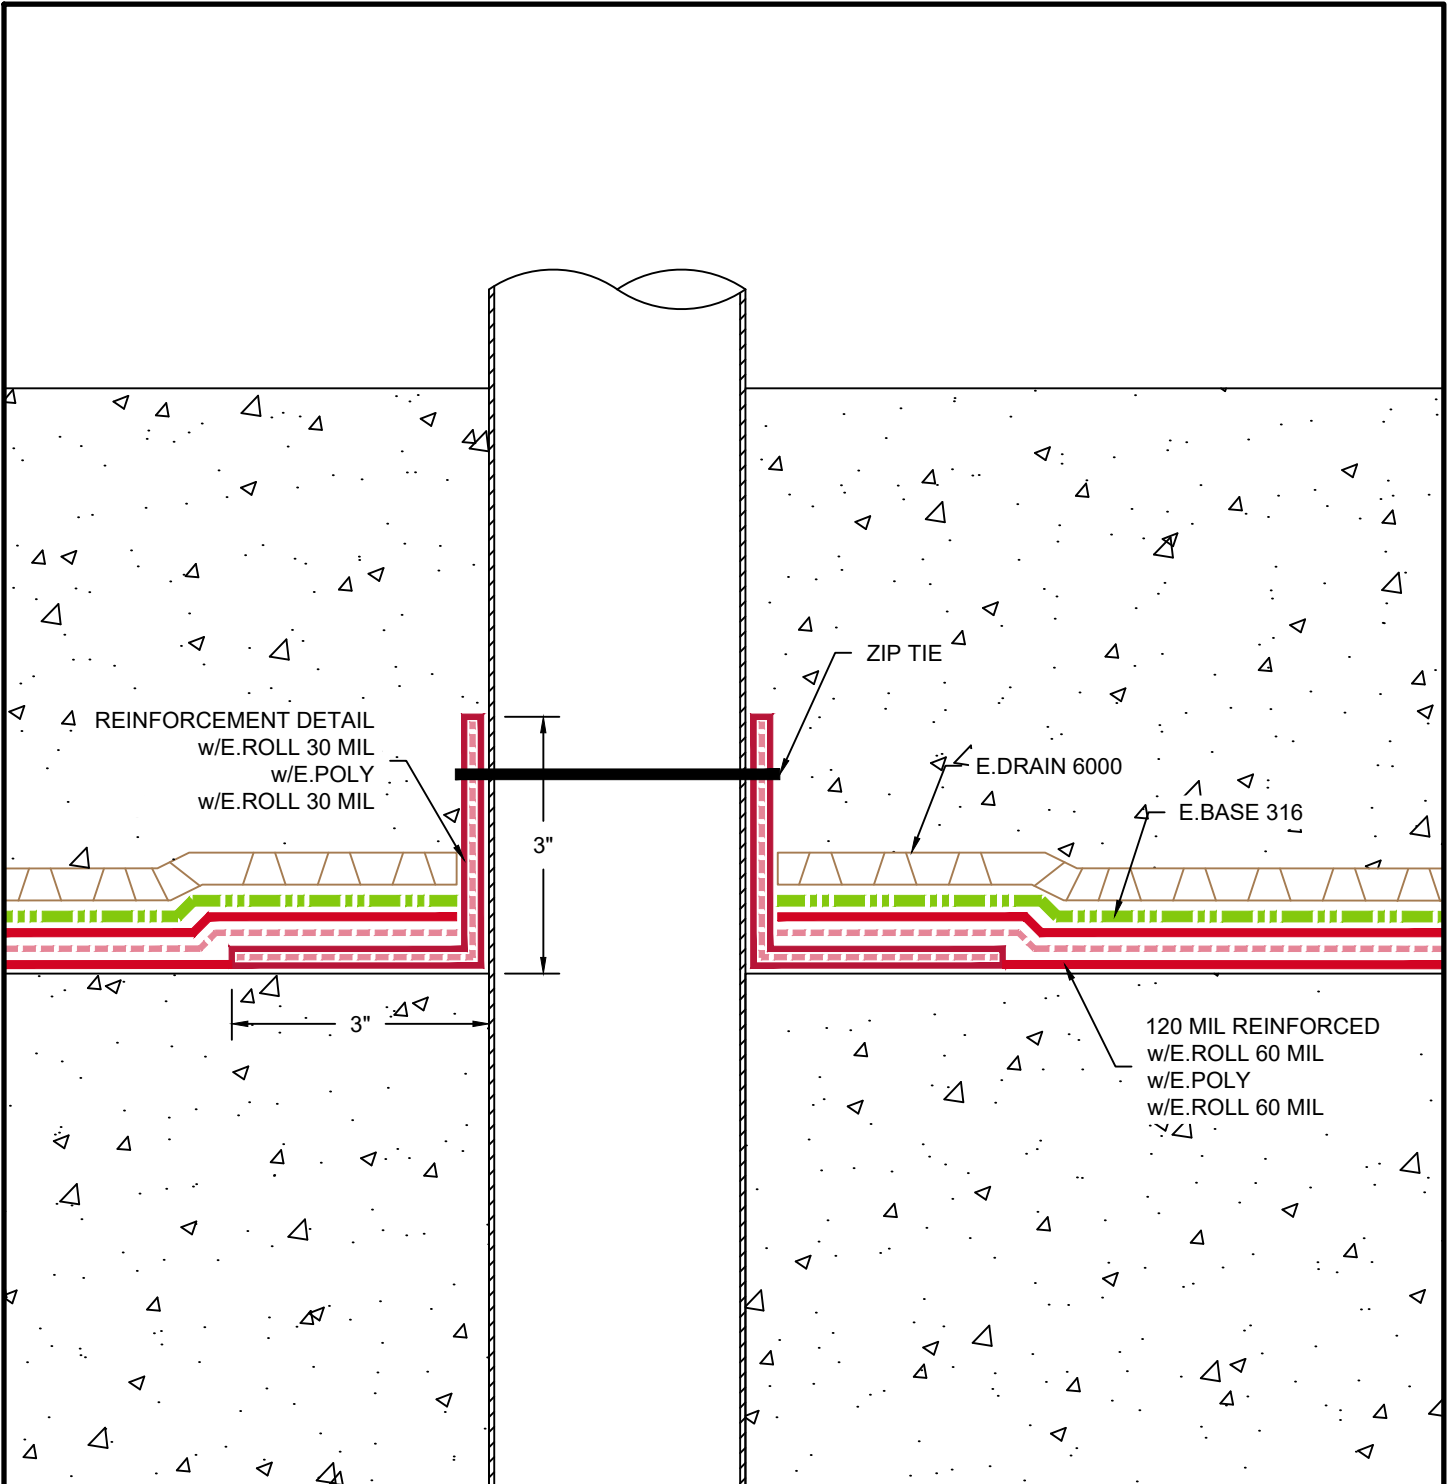 ZIP TIE
REINFORCEMENT DETAIL
w/E.ROLL 30 MIL
w/E.POLY
w/E.ROLL 30 MIL
E.DRAIN 6000
E.BASE 316
3"
3"
120 MIL REINFORCED
w/E.ROLL 60 MIL
w/E.POLY
w/E.ROLL 60 MIL